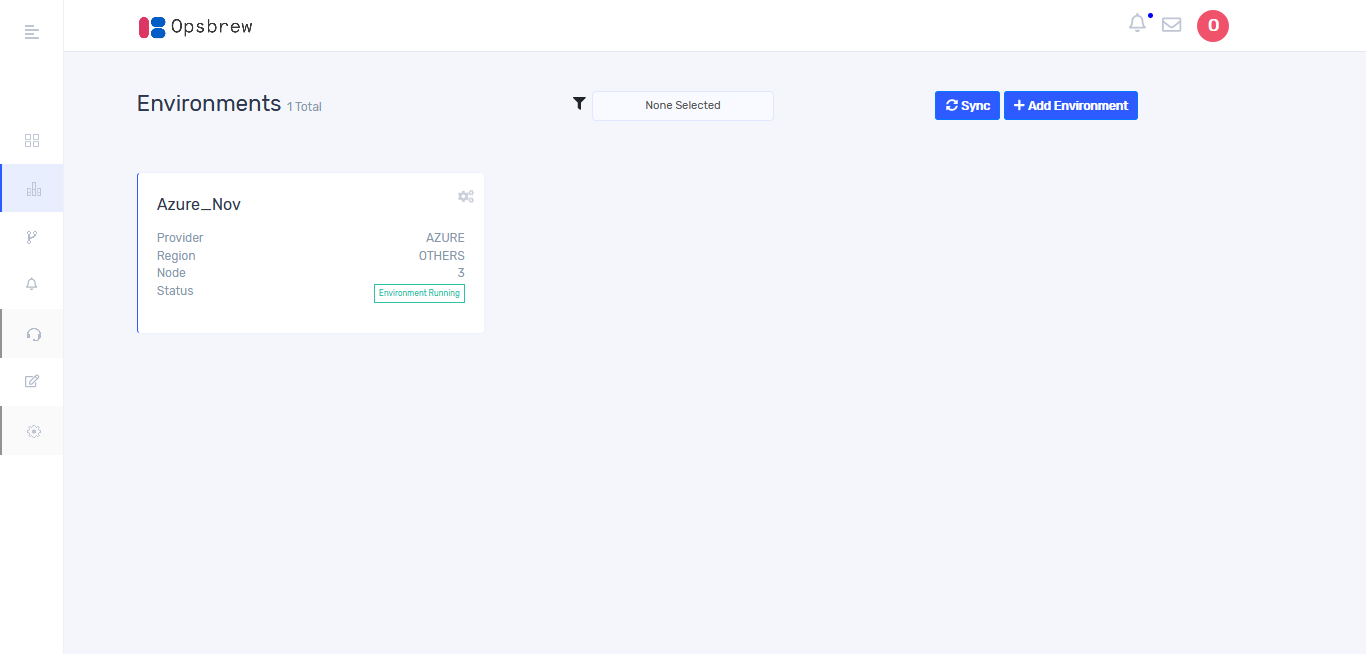 Opsbrew
O
Environments 1 Total
None Selected
Sync
Add Environment
Azure_Nov
Provider AZURE
Region OTHERS
Node 3
Status Environment Running